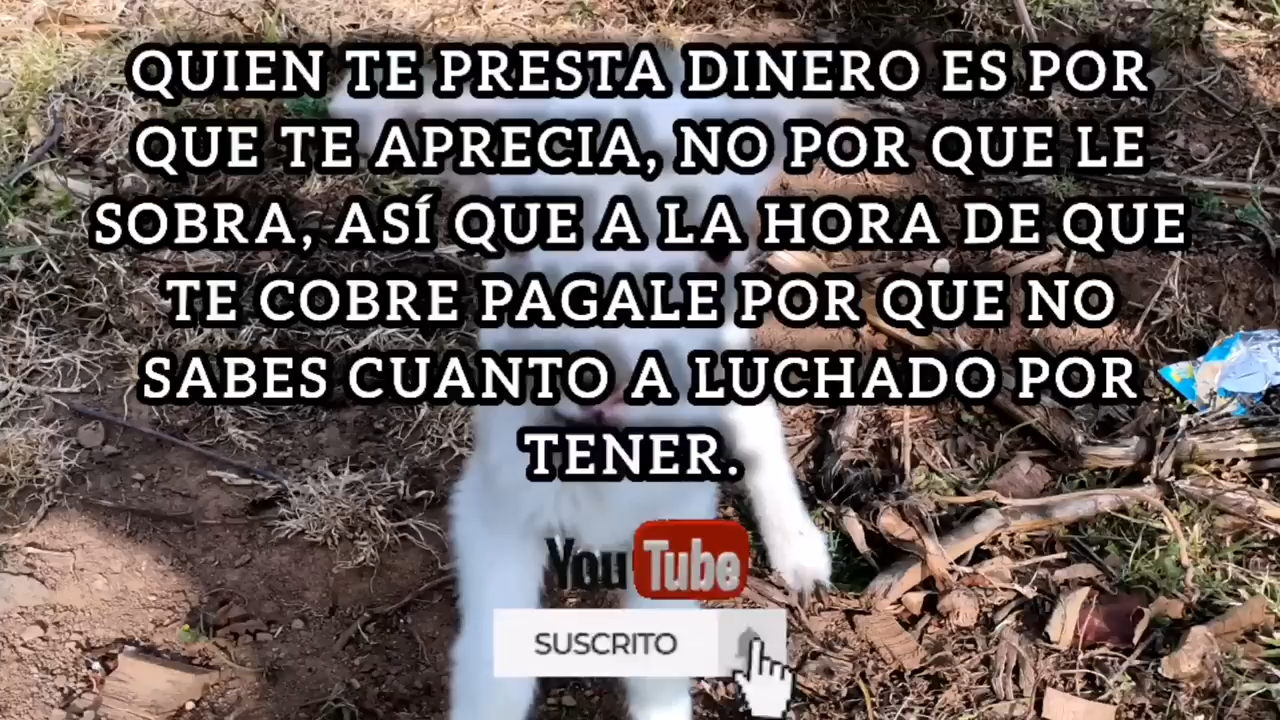 QUIEN TE PRESTA DINERO ES POR
QUE TE APRECIA, NO POR QUE LE
SOBRA, ASÍ QUE A LA HORA DE QUE
TE COBRE PAGALE POR QUE NO
SABES CUANTO A LUCHADO POR
TENER.
YouTube
SUSCRITO